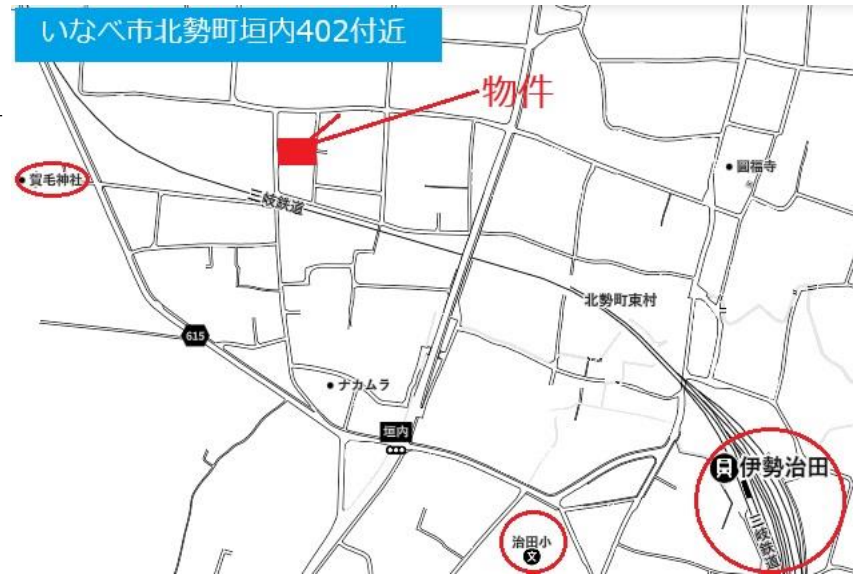 いなべ市北勢町垣内402付近
物件
賀毛神社
圓福寺
三岐鉄道
北勢町東村
615
ナカムラ
垣内
伊勢治田
治田小
文
三岐鉄道